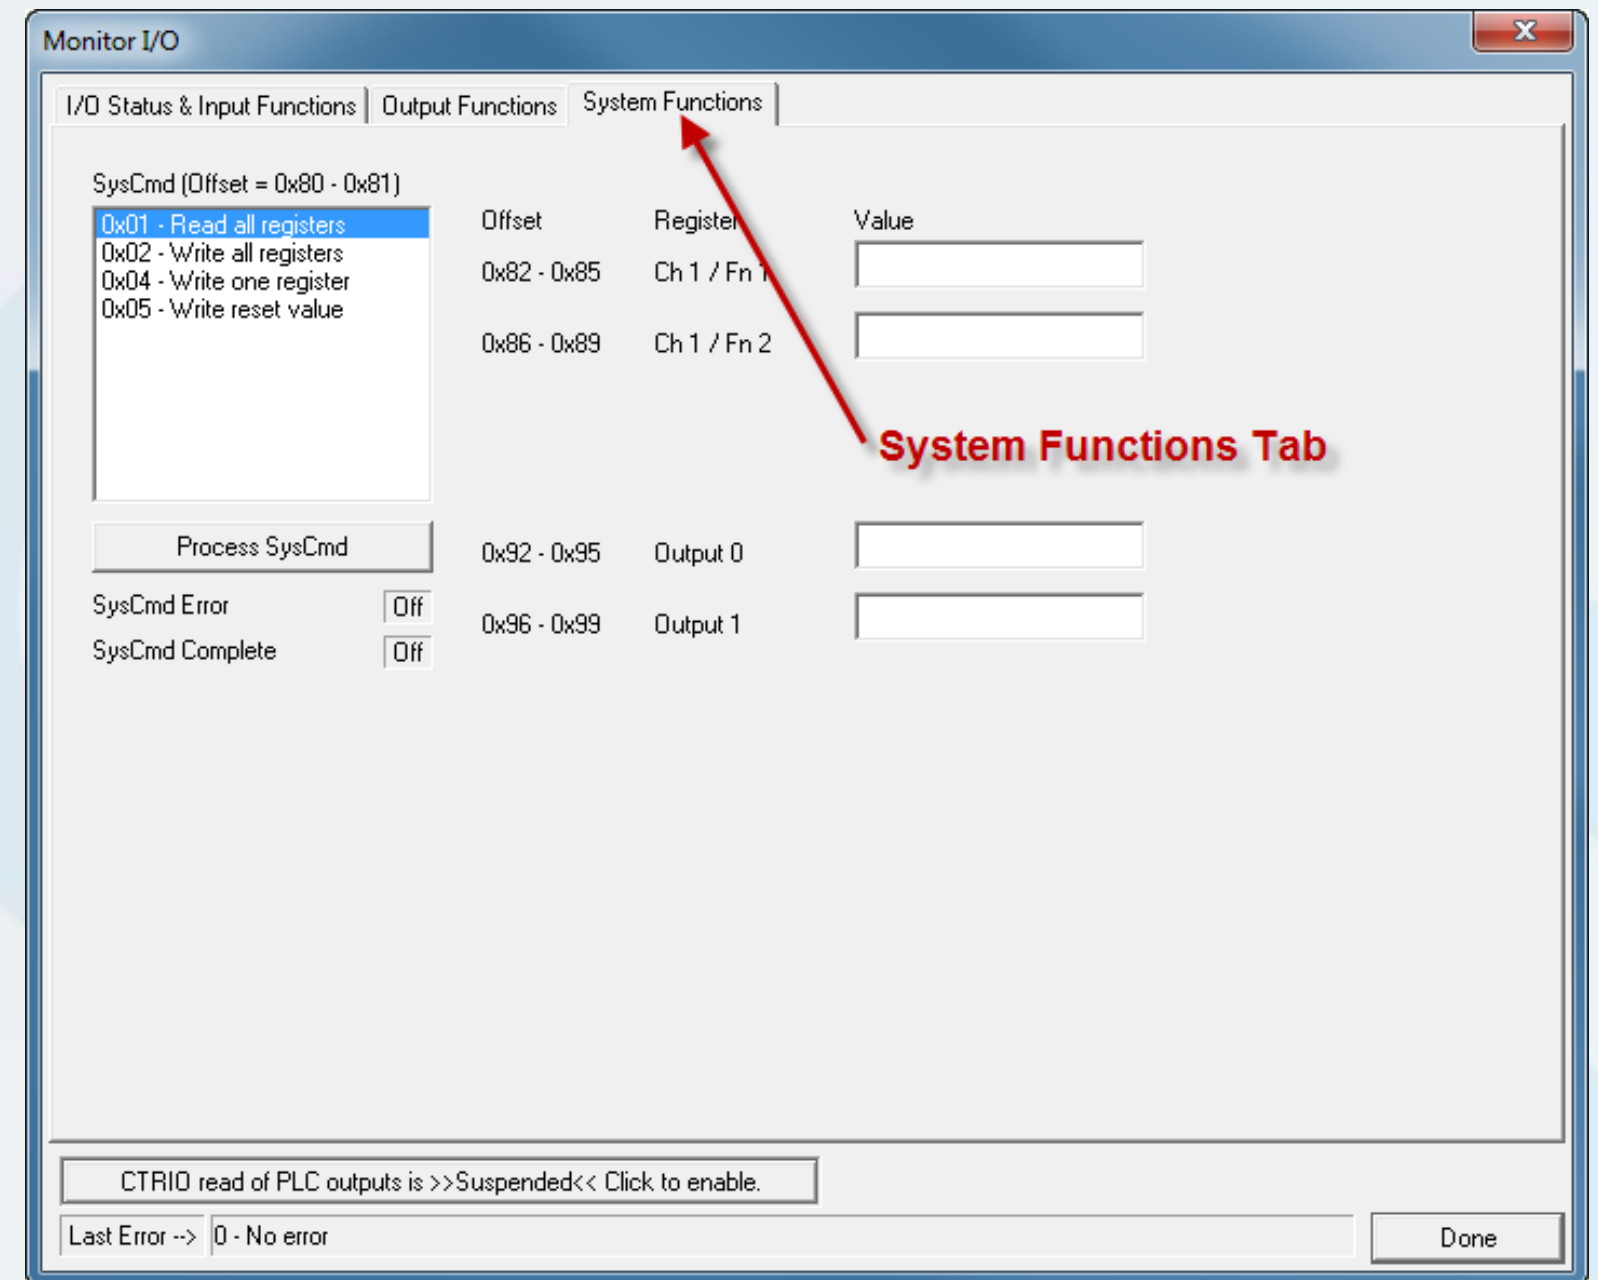 Monitor I/O
X
I/O Status & Input Functions
Output Functions
System Functions
SysCmd (Offset = 0x80 - 0x81)
0x01 - Read all registers
0x02 - Write all registers
0x04 - Write one register
0x05 - Write reset value
Offset Register Value
0x82 - 0x85 Ch 1 / Fn 1
0x86 - 0x89 Ch 1 / Fn 2
System Functions Tab
Process SysCmd
0x92 - 0x95 Output 0
SysCmd Error Off
0x96 - 0x99 Output 1
SysCmd Complete Off
CTRIO read of PLC outputs is >>Suspended<< Click to enable.
Last Error --> 0 - No error
Done